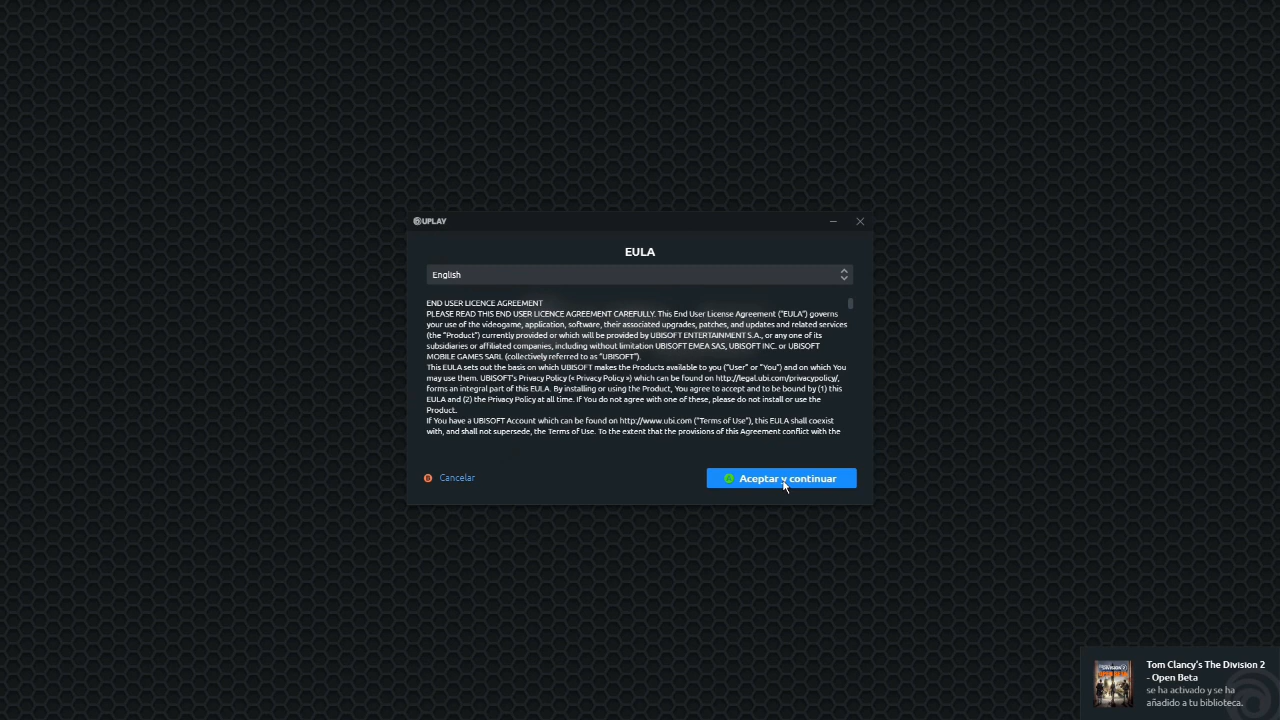 UPLAY
EULA
English
END USER LICENCE AGREEMENT
PLEASE READ THIS END USER LICENCE AGREEMENT CAREFULLY. This End User License Agreement ("EULA") governs
your use of the videogame, application, software, their associated upgrades, patches, and updates and related services
(the "Product") currently provided or which will be provided by UBISOFT ENTERTAINMENT S.A., or any one of its
subsidiaries or affiliated companies, including without limitation UBISOFT EMEA SAS, UBISOFT INC. or UBISOFT
MOBILE GAMES SARL (collectively referred to as "UBISOFT").
This EULA sets out the basis on which UBISOFT makes the Products available to you ("User" or "You") and on which You
may use them. UBISOFT's Privacy Policy (« Privacy Policy ») which can be found on http://legal.ubi.com/privacypolicy/,
forms an integral part of this EULA. By installing or using the Product, You agree to accept and to be bound by (1) this
EULA and (2) the Privacy Policy at all time. If You do not agree with one of these, please do not install or use the
Product.
If You have a UBISOFT Account which can be found on http://www.ubi.com ("Terms of Use"), this EULA shall coexist
with, and shall not supersede, the Terms of Use. To the extent that the provisions of this Agreement conflict with the
B Cancelar
A Aceptar y continuar
Tom Clancy's The Division 2
- Open Beta
se ha activado y se ha
añadido a tu biblioteca.